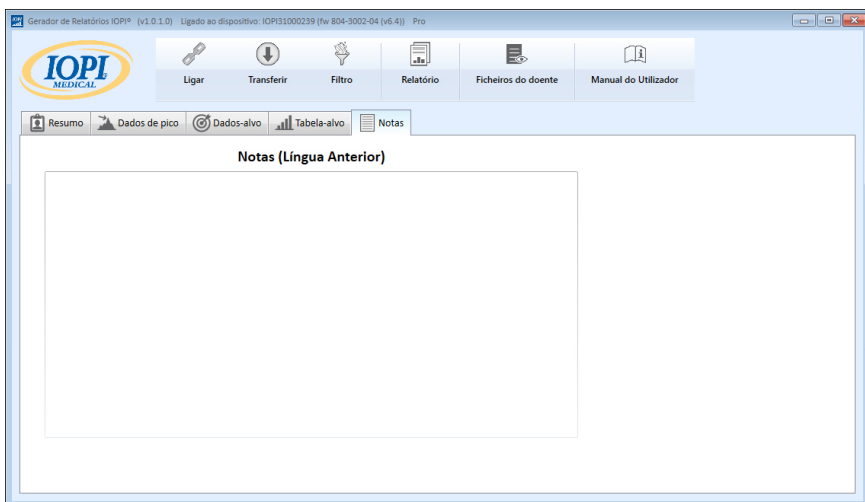 Gerador de Relatórios IOPI® (v1.0.1.0) Ligado ao dispositivo: IOPI31000239 (fw 804-3002-04 (v6.4)) Pro
IOPI
MEDICAL
Ligar Transferir Filtro Relatório Ficheiros do doente Manual do Utilizador
Resumo Dados de pico Dados-alvo Tabela-alvo Notas
Notas (Língua Anterior)